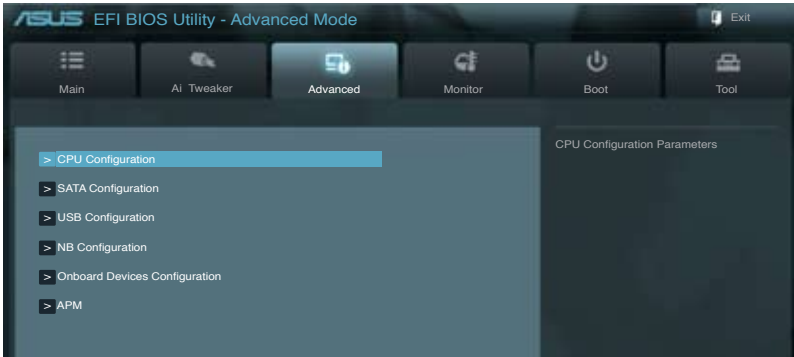 ASUS EFI BIOS Utility - Advanced Mode
Exit
Main
Ai Tweaker
Advanced
Monitor
Boot
Tool
> CPU Configuration
> SATA Configuration
> USB Configuration
> NB Configuration
> Onboard Devices Configuration
> APM
CPU Configuration Parameters